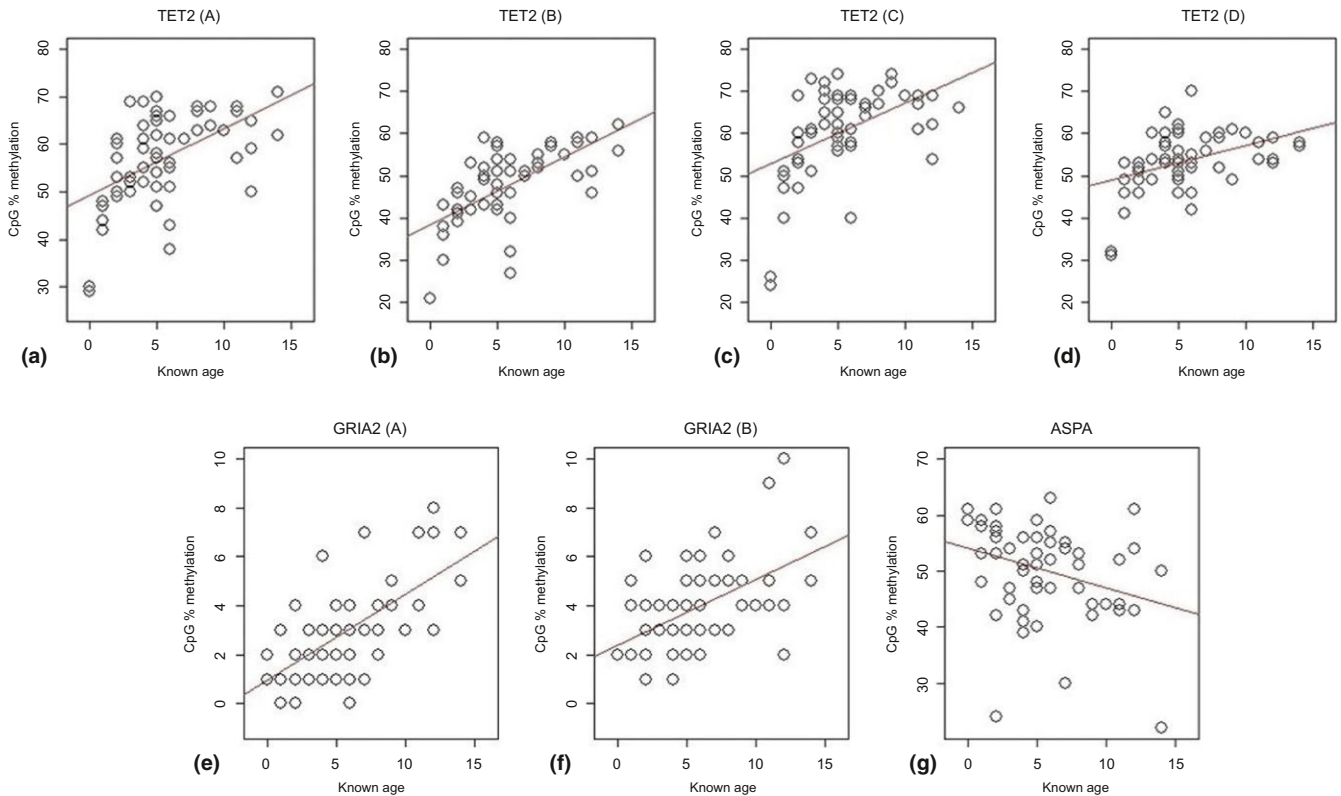 TET2 (A)
TET2 (B)
TET2 (C)
TET2 (D)
80
70
60
50
40
30
CpG % methylation
0 5 10 15
Known age
(a)
80
70
60
50
40
30
20
CpG % methylation
0 5 10 15
Known age
(b)
80
70
60
50
40
30
20
CpG % methylation
0 5 10 15
Known age
(c)
80
70
60
50
40
30
20
CpG % methylation
0 5 10 15
Known age
(d)
GRIA2 (A)
GRIA2 (B)
ASPA
10
8
6
4
2
0
CpG % methylation
0 5 10 15
Known age
(e)
10
8
6
4
2
0
CpG % methylation
0 5 10 15
Known age
(f)
70
60
50
40
30
CpG % methylation
0 5 10 15
Known age
(g)